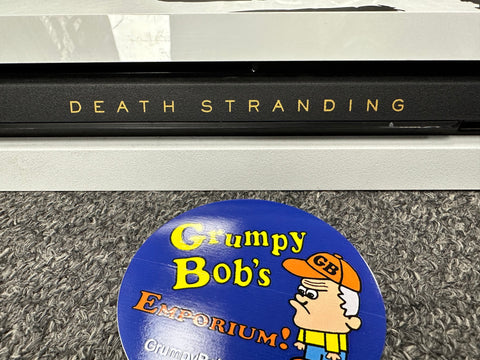 DEATH STRANDING
Grumpy
Bob's
GB
EMPORIUM!